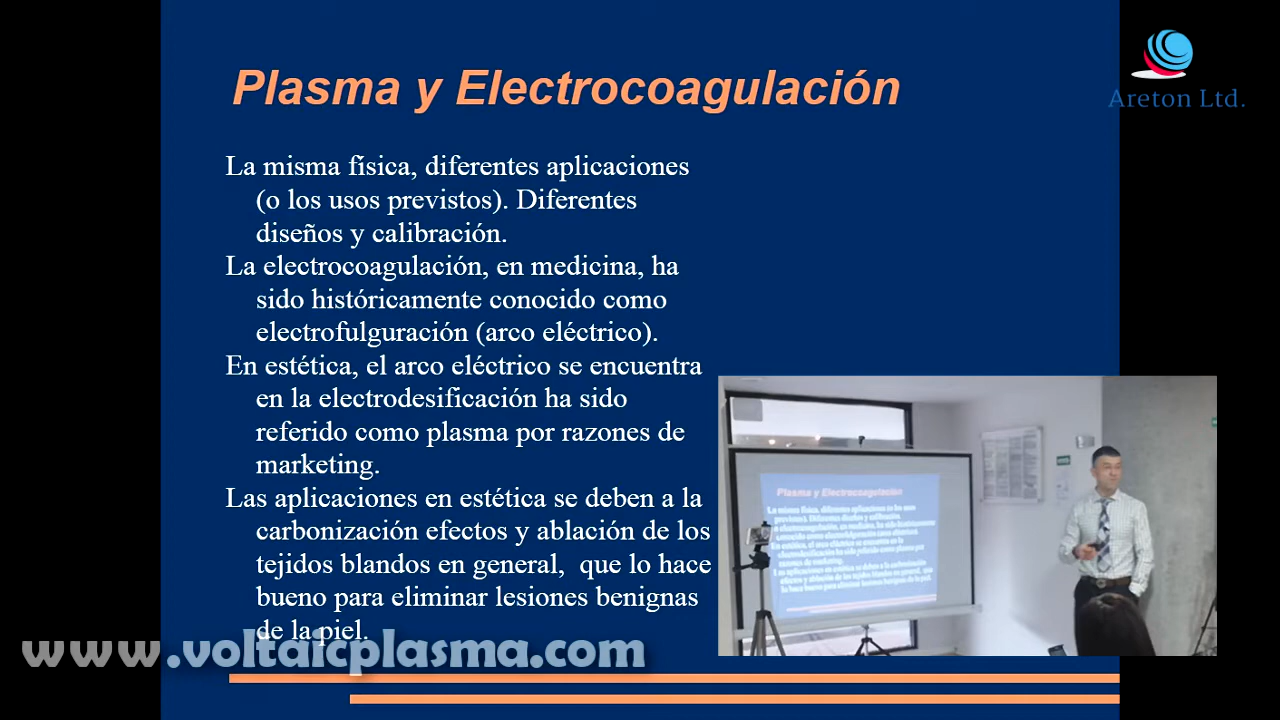 Plasma y Electrocoagulación
Areton Ltd.
La misma física, diferentes aplicaciones
(o los usos previstos). Diferentes
diseños y calibración.
La electrocoagulación, en medicina, ha
sido históricamente conocido como
electrofulguración (arco eléctrico).
En estética, el arco eléctrico se encuentra
en la electrodesificación ha sido
referido como plasma por razones de
marketing.
Las aplicaciones en estética se deben a la
carbonización efectos y ablación de los
tejidos blandos en general,  que lo hace
bueno para eliminar lesiones benignas
de la piel.
www.voltaicplasma.com
Plasma y Electrocoagulación